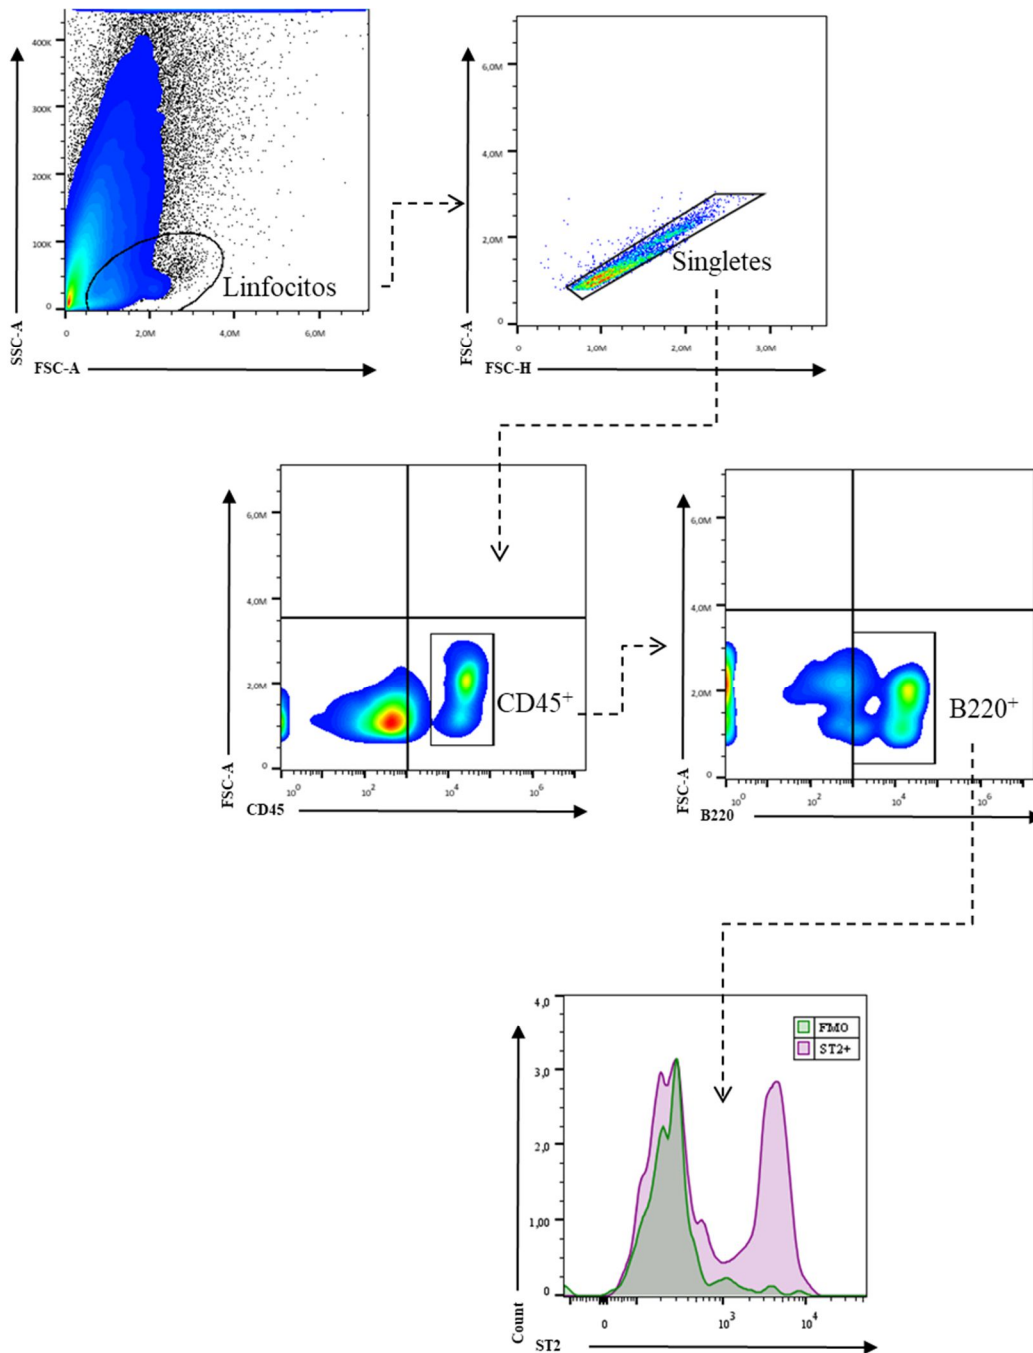 400K
300K
200K
100K
0
Linfocitos
0 2,0M 4,0M 6,0M
SSC-A
FSC-A
6,0M
4,0M
2,0M
0
Singletes
0 1,0M 2,0M 3,0M
FSC-A
FSC-H
6,0M
4,0M
2,0M
0
CD45⁺
10⁰ 10² 10⁴ 10⁶
FSC-A
CD45
6,0M
4,0M
2,0M
0
B220⁺
10⁰ 10² 10⁴ 10⁶
FSC-A
B220
4,0
3,0
2,0
1,00
0
FMO
ST2+
0 10³ 10⁴
Count
ST2